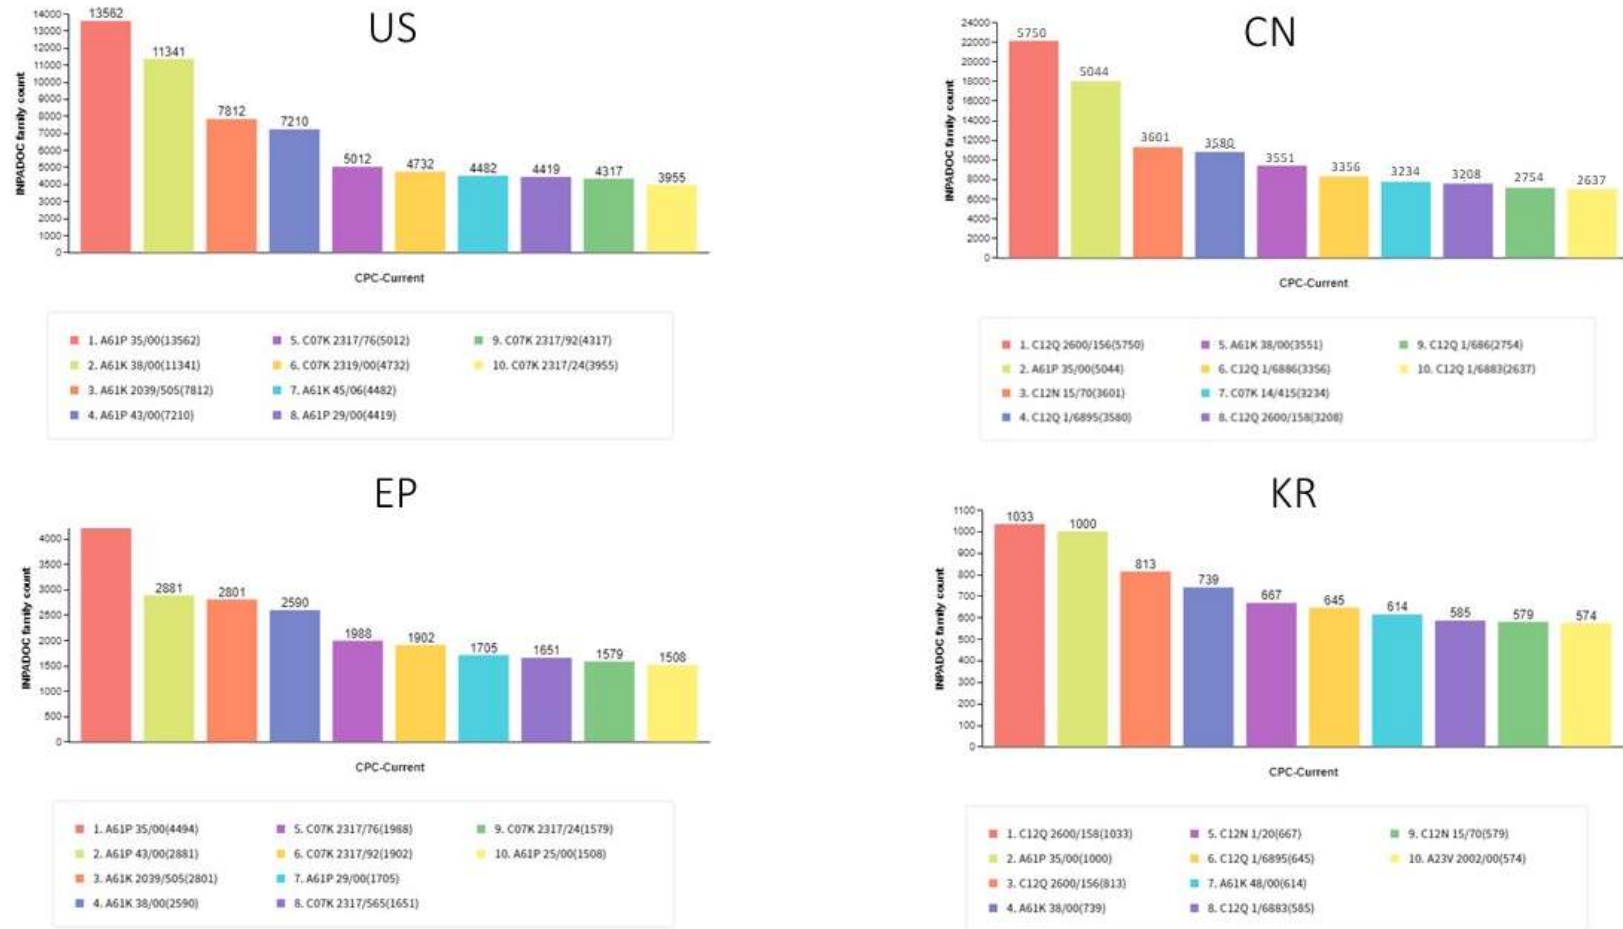 US
INPADOC family count
14000
13000
12000
11000
10000
9000
8000
7000
6000
5000
4000
3000
2000
1000
0
13562
11341
7812
7210
5012
4732
4482
4419
4317
3955
CPC-Current
1. A61P 35/00(13562)
5. C07K 2317/76(5012)
9. C07K 2317/92(4317)
2. A61K 38/00(11341)
6. C07K 2319/00(4732)
10. C07K 2317/24(3955)
3. A61K 2039/505(7812)
7. A61K 45/06(4482)
4. A61P 43/00(7210)
8. A61P 29/00(4419)
CN
INPADOC family count
24000
22000
20000
18000
16000
14000
12000
10000
8000
6000
4000
2000
0
5750
5044
3601
3580
3551
3356
3234
3208
2754
2637
CPC-Current
1. C12Q 2600/156(5750)
5. A61K 38/00(3551)
9. C12Q 1/686(2754)
2. A61P 35/00(5044)
6. C12Q 1/6886(3356)
10. C12Q 1/6883(2637)
3. C12N 15/70(3601)
7. C07K 14/415(3234)
4. C12Q 1/6895(3580)
8. C12Q 2600/158(3208)
EP
INPADOC family count
4000
3500
3000
2500
2000
1500
1000
500
0
2881
2801
2590
1988
1902
1705
1651
1579
1508
CPC-Current
1. A61P 35/00(4494)
5. C07K 2317/76(1988)
9. C07K 2317/24(1579)
2. A61P 43/00(2881)
6. C07K 2317/92(1902)
10. A61P 25/00(1508)
3. A61K 2039/505(2801)
7. A61P 29/00(1705)
4. A61K 38/00(2590)
8. C07K 2317/565(1651)
KR
INPADOC family count
1100
1000
900
800
700
600
500
400
300
200
100
0
1033
1000
813
739
667
645
614
585
579
574
CPC-Current
1. C12Q 2600/158(1033)
5. C12N 1/20(667)
9. C12N 15/70(579)
2. A61P 35/00(1000)
6. C12Q 1/6895(645)
10. A23V 2002/00(574)
3. C12Q 2600/156(813)
7. A61K 48/00(614)
4. A61K 38/00(739)
8. C12Q 1/6883(585)